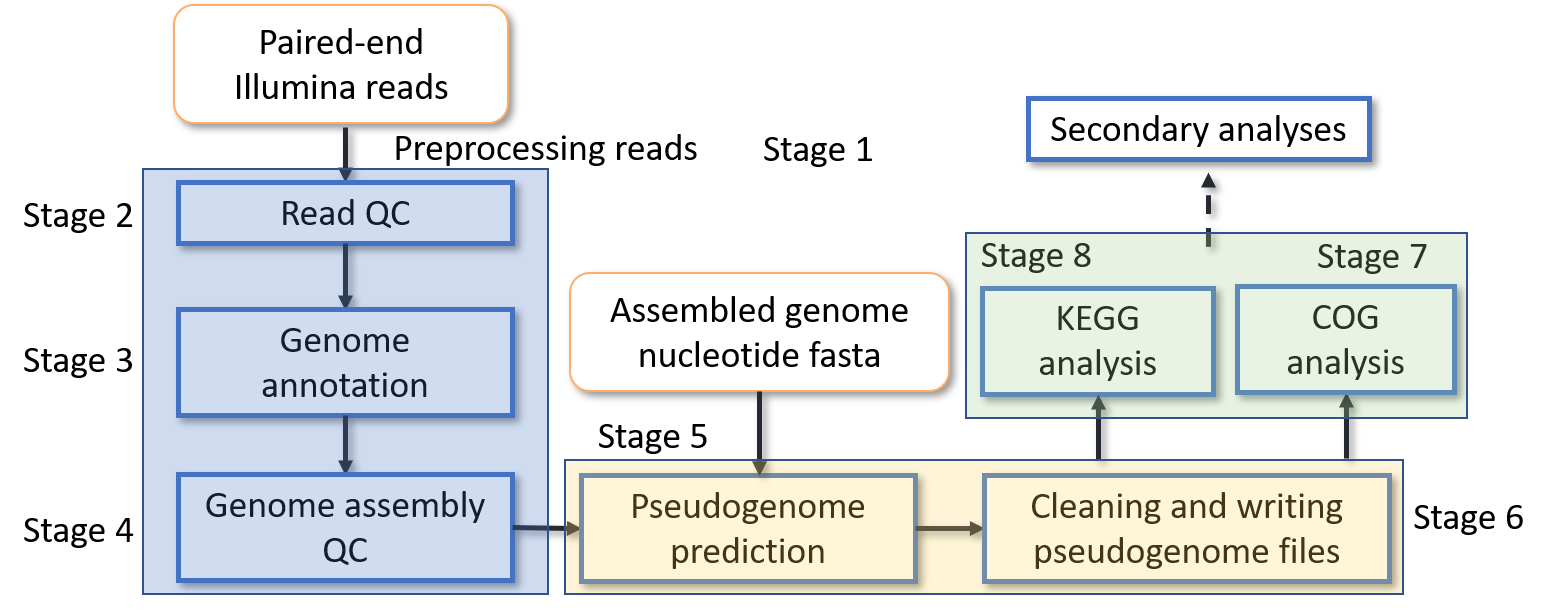 Paired-end
Illumina reads
Preprocessing reads
Stage 1
Secondary analyses
Stage 2
Read QC
Stage 8
Stage 7
Assembled genome
nucleotide fasta
KEGG
analysis
COG
analysis
Stage 3
Genome
annotation
Stage 5
Stage 4
Genome assembly
QC
Pseudogenome
prediction
Cleaning and writing
pseudogenome files
Stage 6